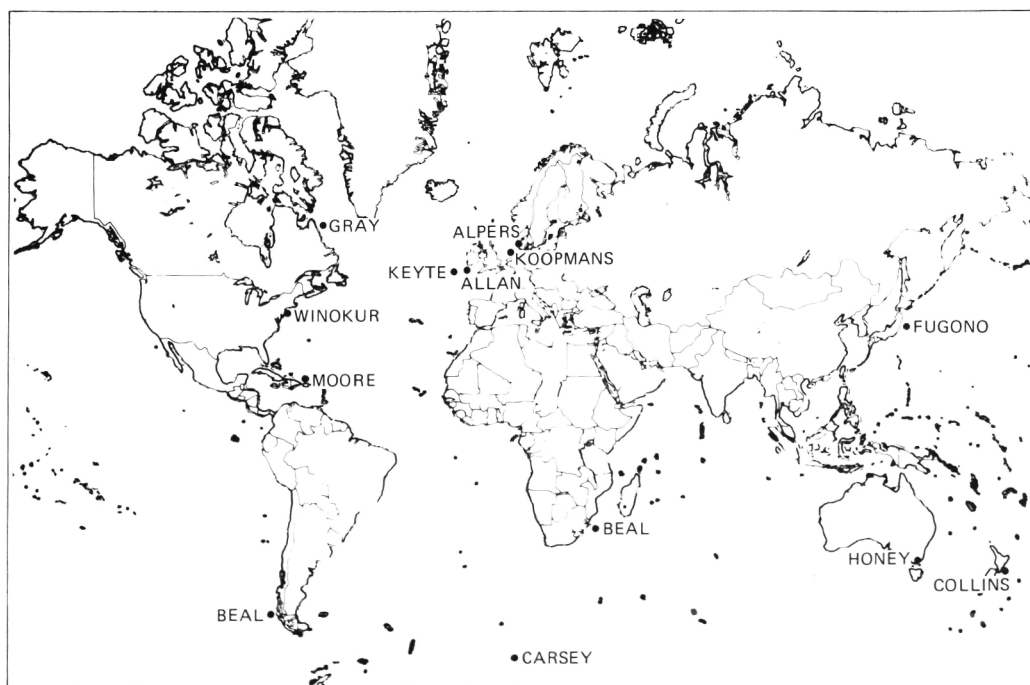 GRAY
ALPERS
KOOPMANS
KEYTE
ALLAN
WINOKUR
FUGONO
MOORE
BEAL
HONEY
COLLINS
BEAL
CARSEY